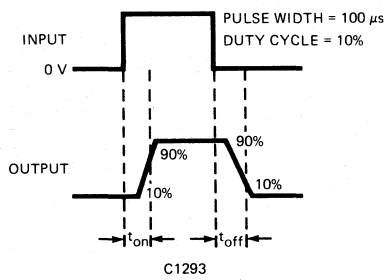 PULSE WIDTH = 100 μs
INPUT
DUTY CYCLE = 10%
0 V
90%
90%
OUTPUT
10%
10%
ton
toff
C1293